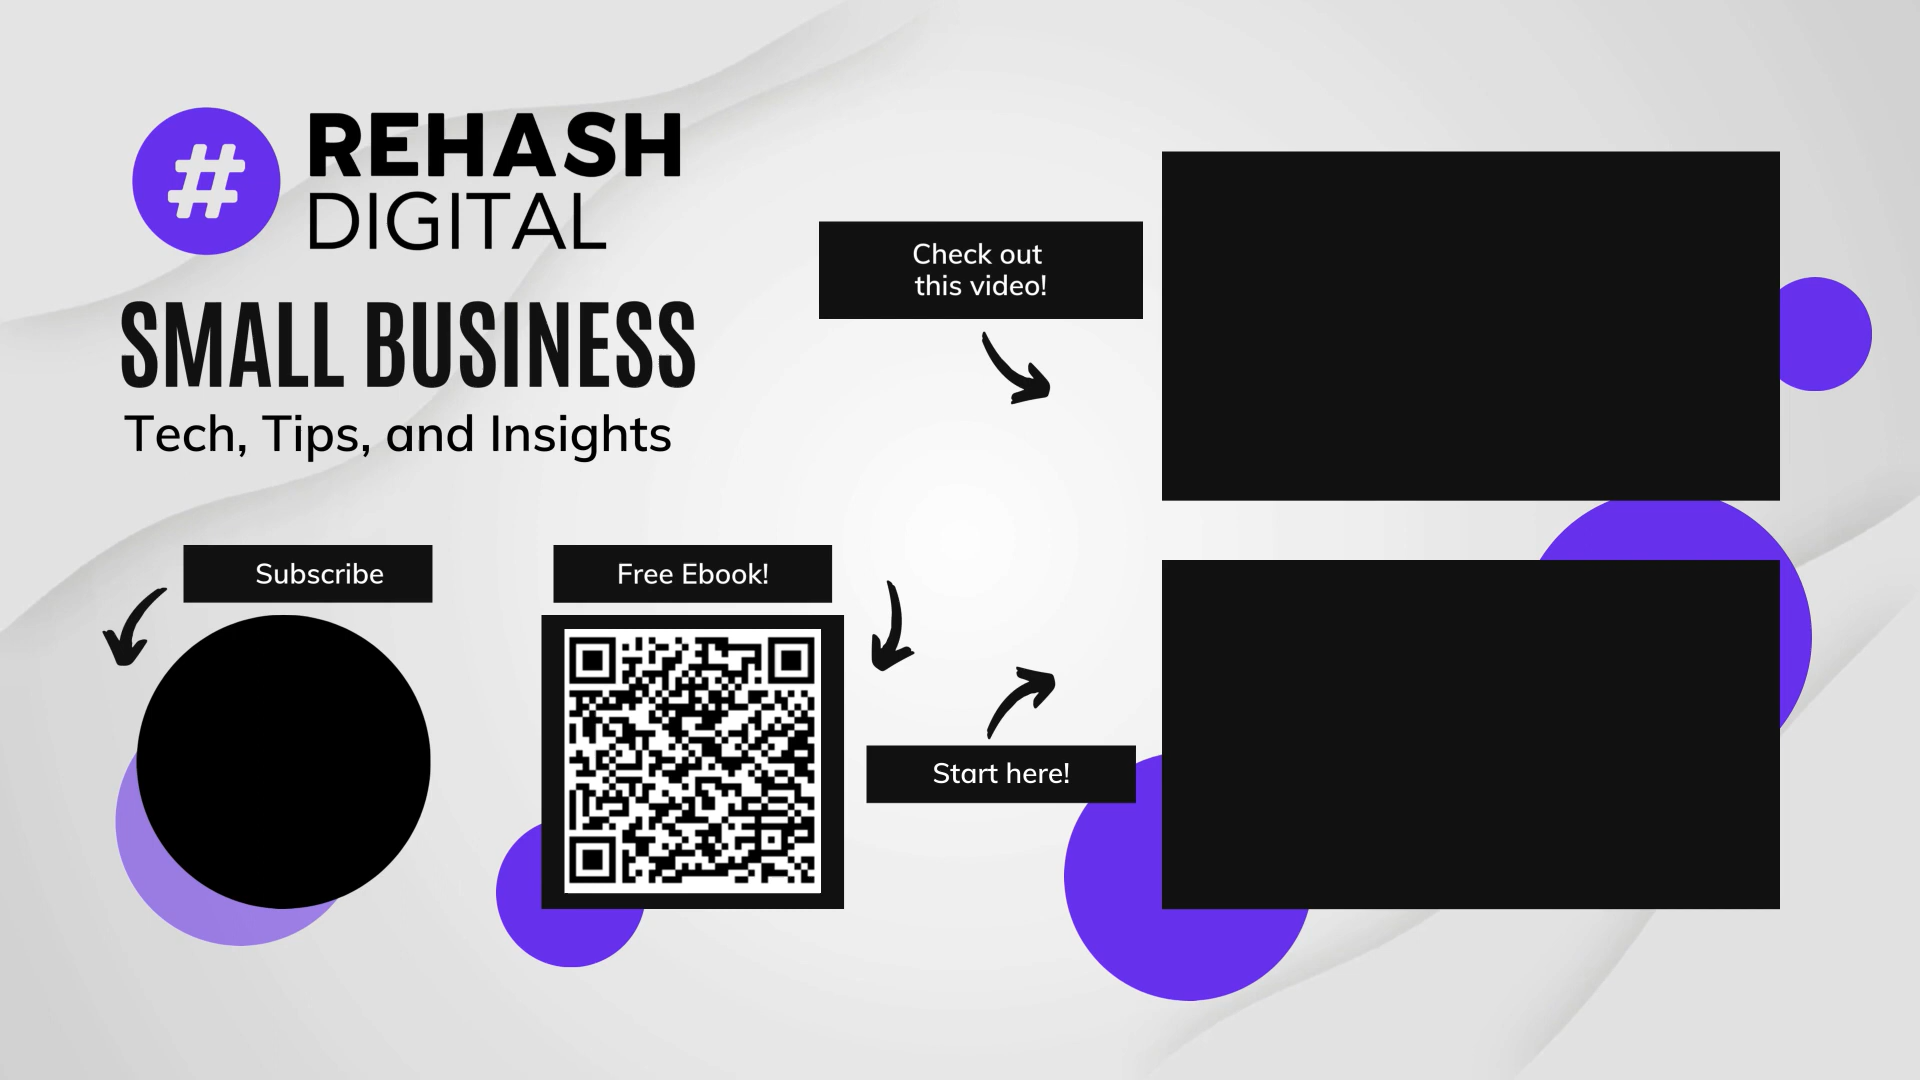 #
REHASH
DIGITAL
SMALL BUSINESS
Tech, Tips, and Insights
Check out
this video!
Subscribe
Free Ebook!
Start here!